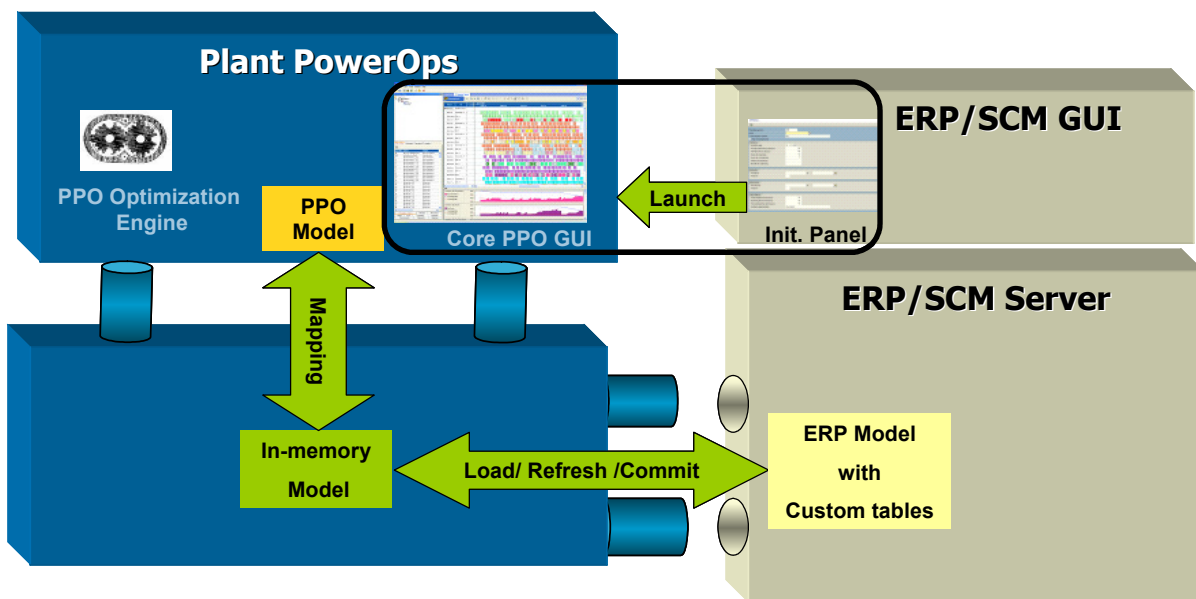 Plant PowerOps
ERP/SCM GUI
PPO Optimization
Engine
PPO
Model
Core PPO GUI
Launch
Init. Panel
ERP/SCM Server
Mapping
In-memory
Model
Load/ Refresh /Commit
ERP Model
with
Custom tables